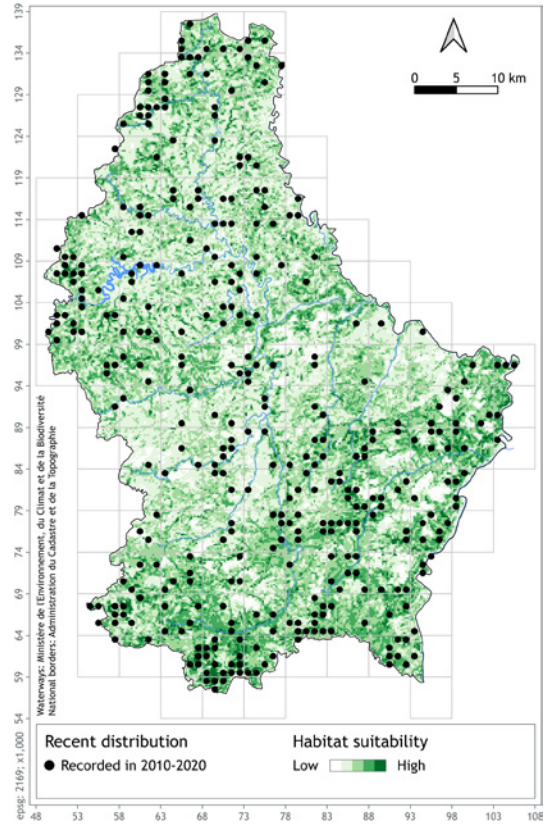 139
134
129
124
119
114
109
104
99
94
89
84
79
74
69
64
59
54
0 5 10 km
Waterways: Ministère de l'Environnement, du Climat et de la Biodiversité
National borders: Administration du Cadastre et de la Topographie
epsg: 2169; x1,000
Recent distribution
Recorded in 2010-2020
Habitat suitability
Low High
48 53 58 63 68 73 78 83 88 93 98 103 108